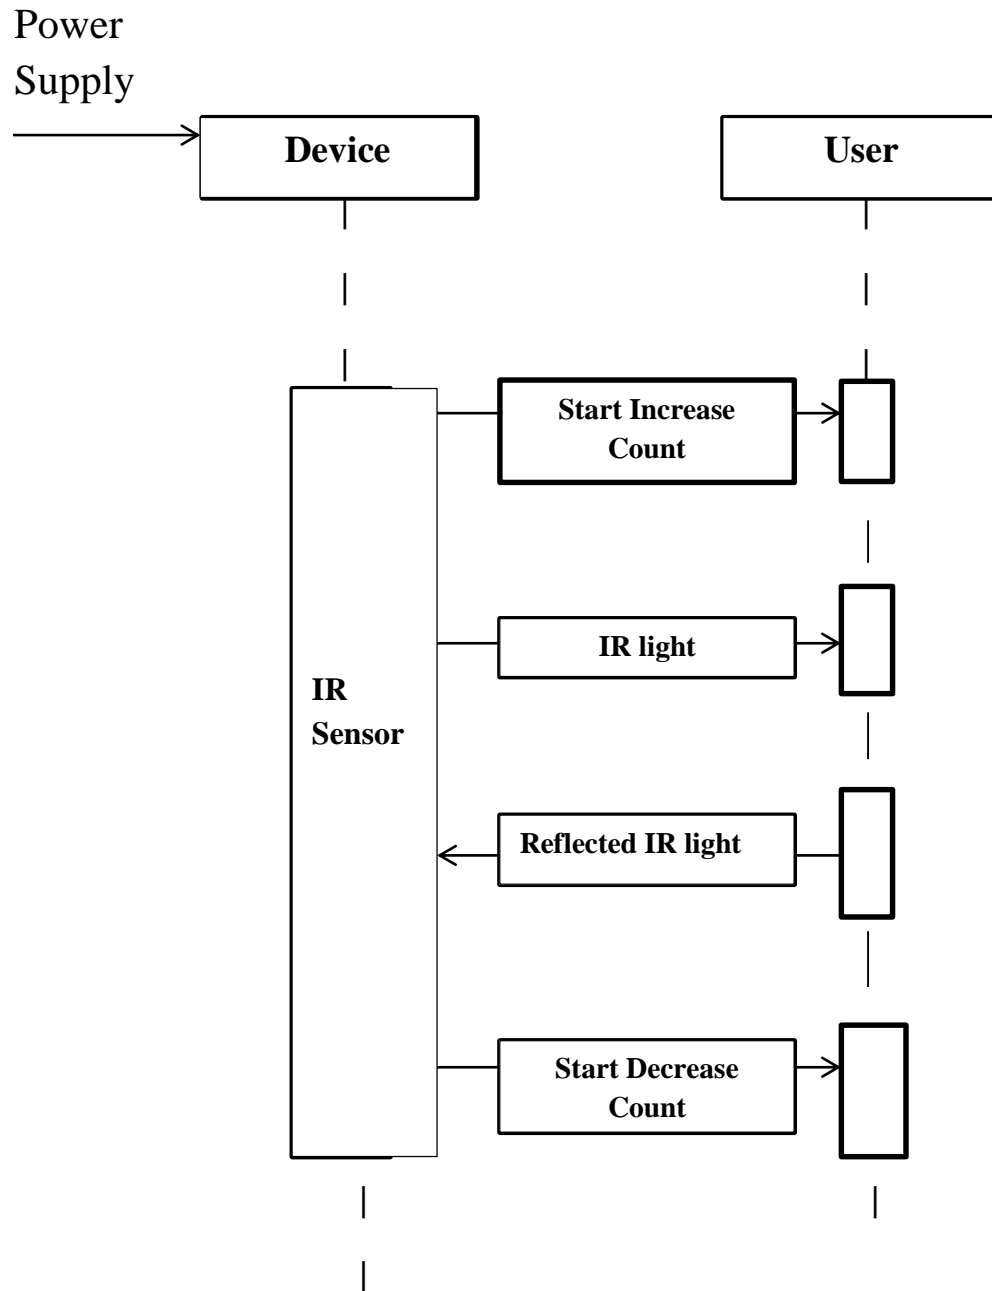 Power
Supply
Device
User
Start Increase
Count
IR light
IR
Sensor
Reflected IR light
Start Decrease
Count